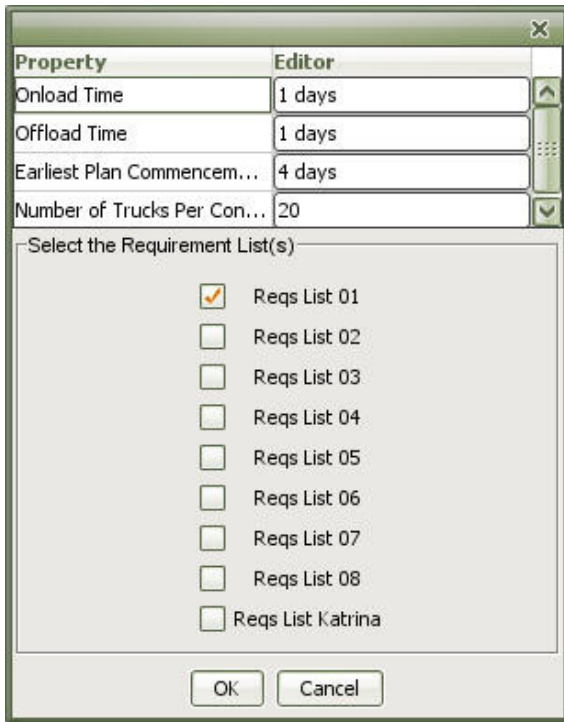 Property Editor
Onload Time 1 days
Offload Time 1 days
Earliest Plan Commencem... 4 days
Number of Trucks Per Con... 20
Select the Requirement List(s)
Reqs List 01
Reqs List 02
Reqs List 03
Reqs List 04
Reqs List 05
Reqs List 06
Reqs List 07
Reqs List 08
Reqs List Katrina
OK Cancel